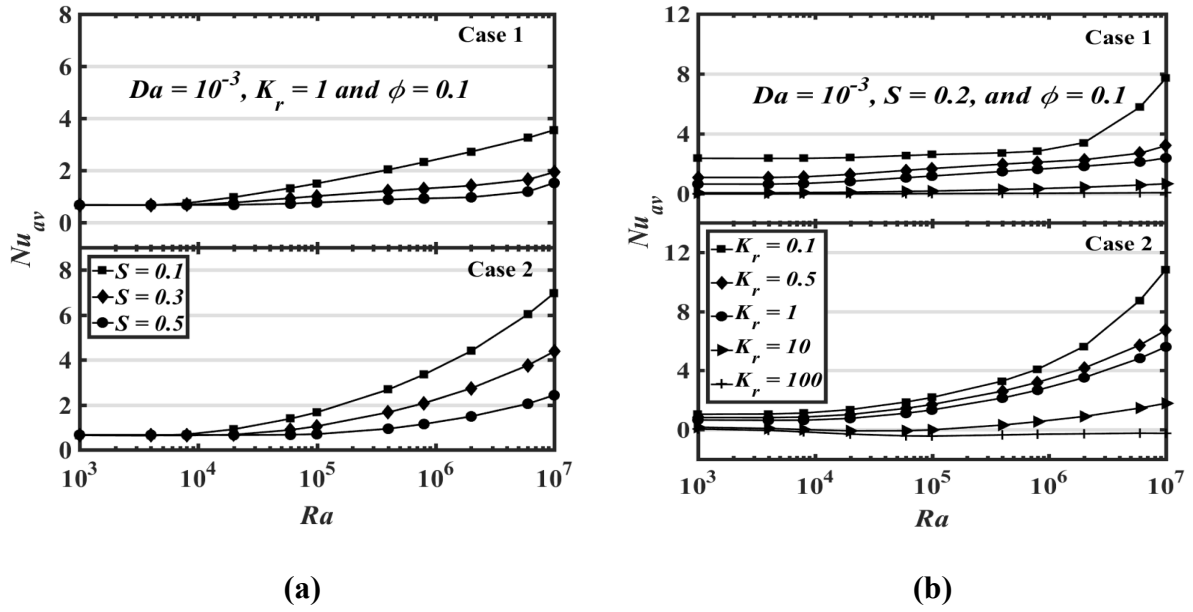 8
Case 1
6
Da = 10^-3, K_r = 1 and ϕ = 0.1
4
2
0
Nu_av
8
Case 2
S = 0.1
6
S = 0.3
S = 0.5
4
2
0
10^3 10^4 10^5 10^6 10^7
Ra
(a)
12
Case 1
8
Da = 10^-3, S = 0.2, and ϕ = 0.1
4
0
Nu_av
12
Case 2
K_r = 0.1
8
K_r = 0.5
K_r = 1
4
K_r = 10
K_r = 100
0
10^3 10^4 10^5 10^6 10^7
Ra
(b)